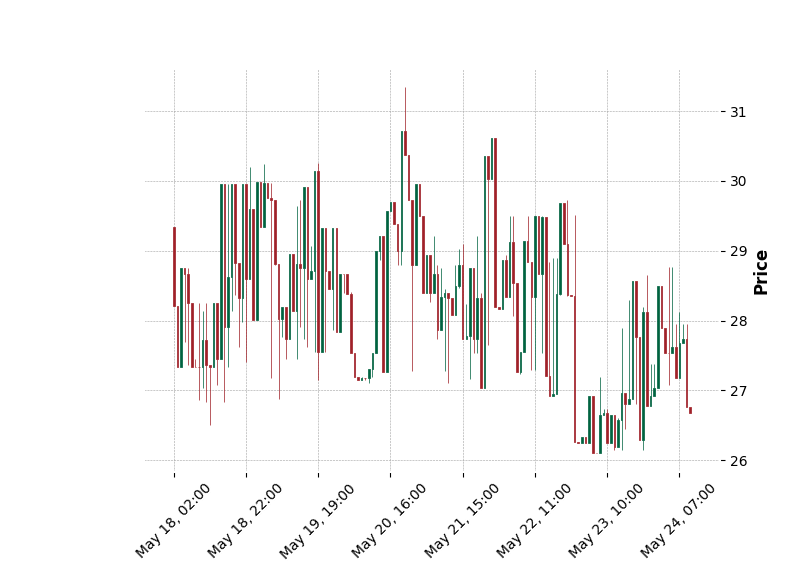 31
30
29
28
27
26
Price
May 18, 02:00
May 18, 22:00
May 19, 19:00
May 20, 16:00
May 21, 15:00
May 22, 11:00
May 23, 10:00
May 24, 07:00